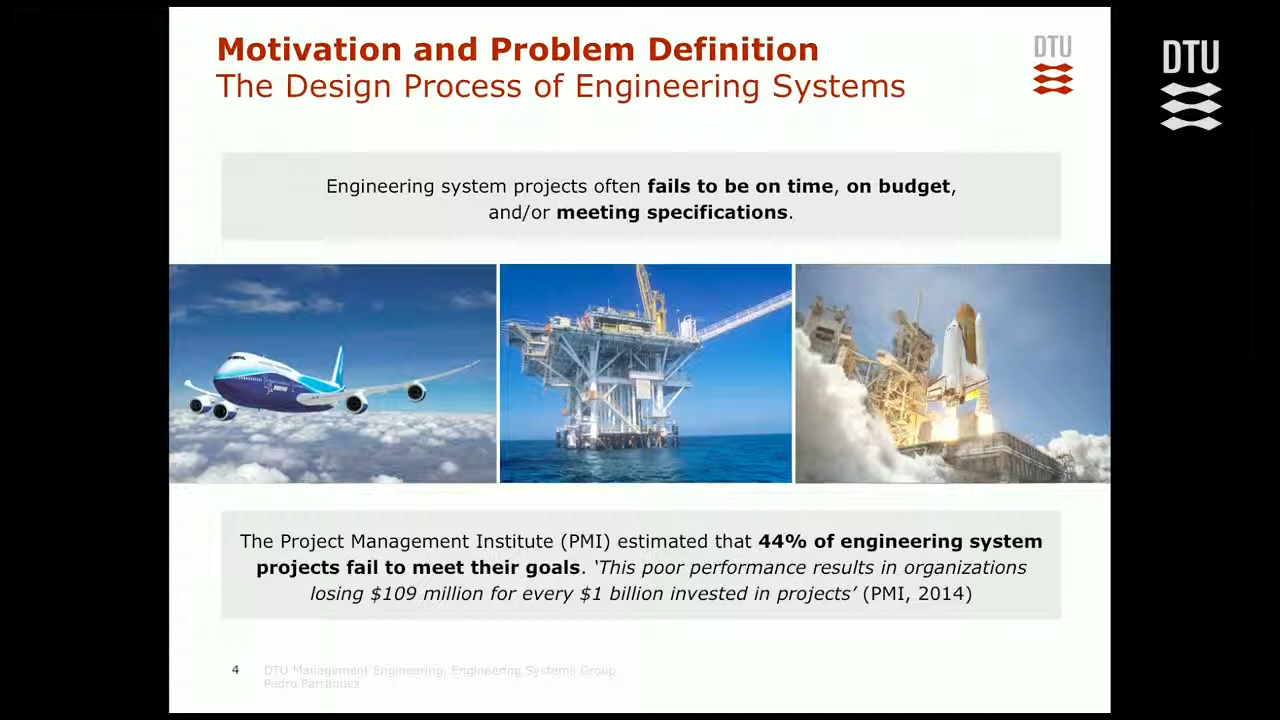 Motivation and Problem Definition
The Design Process of Engineering Systems
DTU
DTU
Engineering system projects often fails to be on time, on budget,
and/or meeting specifications.
BOEING
The Project Management Institute (PMI) estimated that 44% of engineering system
projects fail to meet their goals. ‘This poor performance results in organizations
losing $109 million for every $1 billion invested in projects’ (PMI, 2014)
4
DTU Management Engineering, Engineering Systems Group
Pedro Parraguez